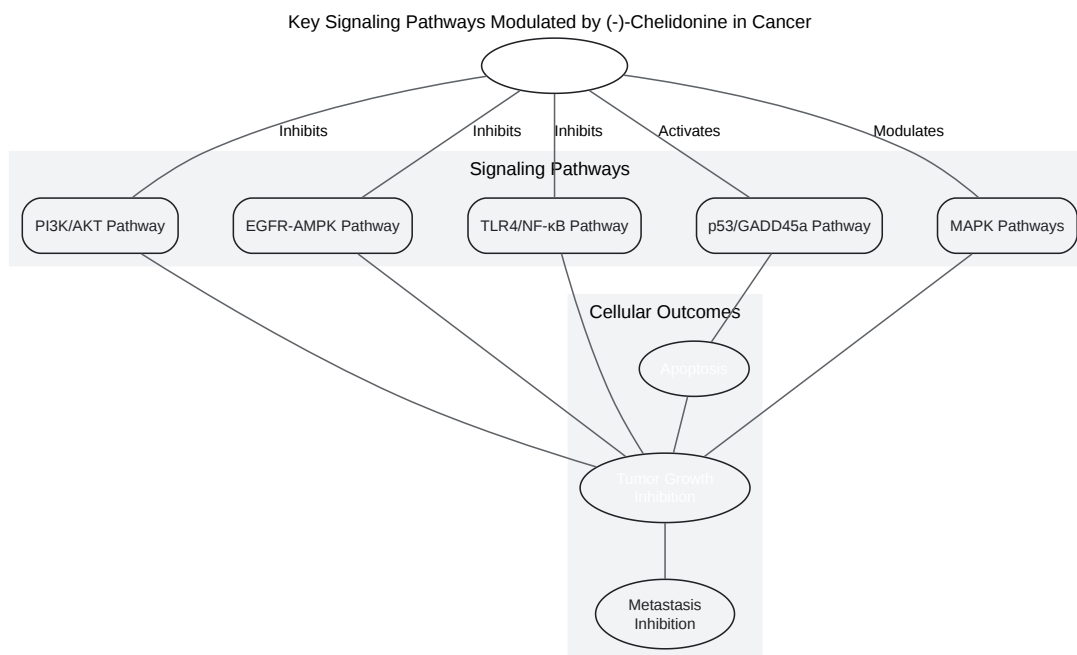 Key Signaling Pathways Modulated by (-)-Chelidonine in Cancer
Inhibits
Inhibits
Inhibits
Activates
Modulates
Signaling Pathways
PI3K/AKT Pathway
EGFR-AMPK Pathway
TLR4/NF-κB Pathway
p53/GADD45a Pathway
MAPK Pathways
Cellular Outcomes
Apoptosis
Tumor Growth
Inhibition
Metastasis
Inhibition